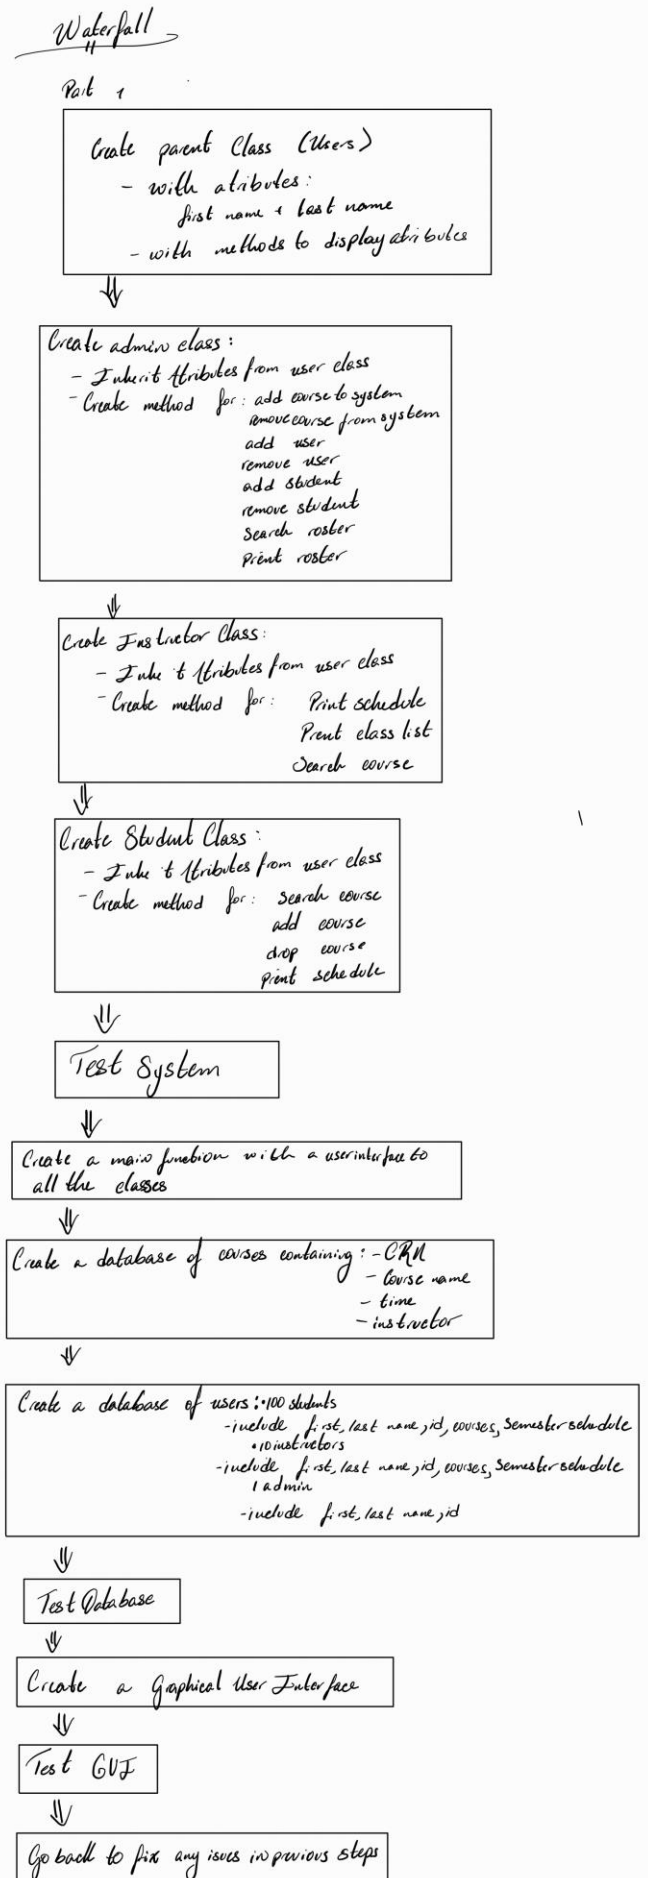 Waterfall
Part 1
Create parent Class (Users)
- with atributes:
first name + last name
- with methods to display atributes
Create admin class:
- Inherit Atributes from user class
- Create method for: add course to system
remove course from system
add user
remove user
add student
remove student
Search roster
Print roster
Create Instructor Class:
- Inhe t Atributes from user class
- Create method for: Print schedule
Print class list
Search course
Create Student Class:
- Inhe t Atributes from user class
- Create method for: Search course
add course
drop course
print schedule
Test System
Create a main function with a userinterface to
all the classes
Create a database of courses containing: - CRN
- Course name
- time
- instructor
Create a database of users: •100 students
- include first, last name, id, courses, Semester schedule
•10 instructors
- include first, last name, id, courses, Semester schedule
1 admin
- include first, last name, id
Test Database
Create a Graphical User Interface
Test GUI
Go back to fix any issues in previous steps